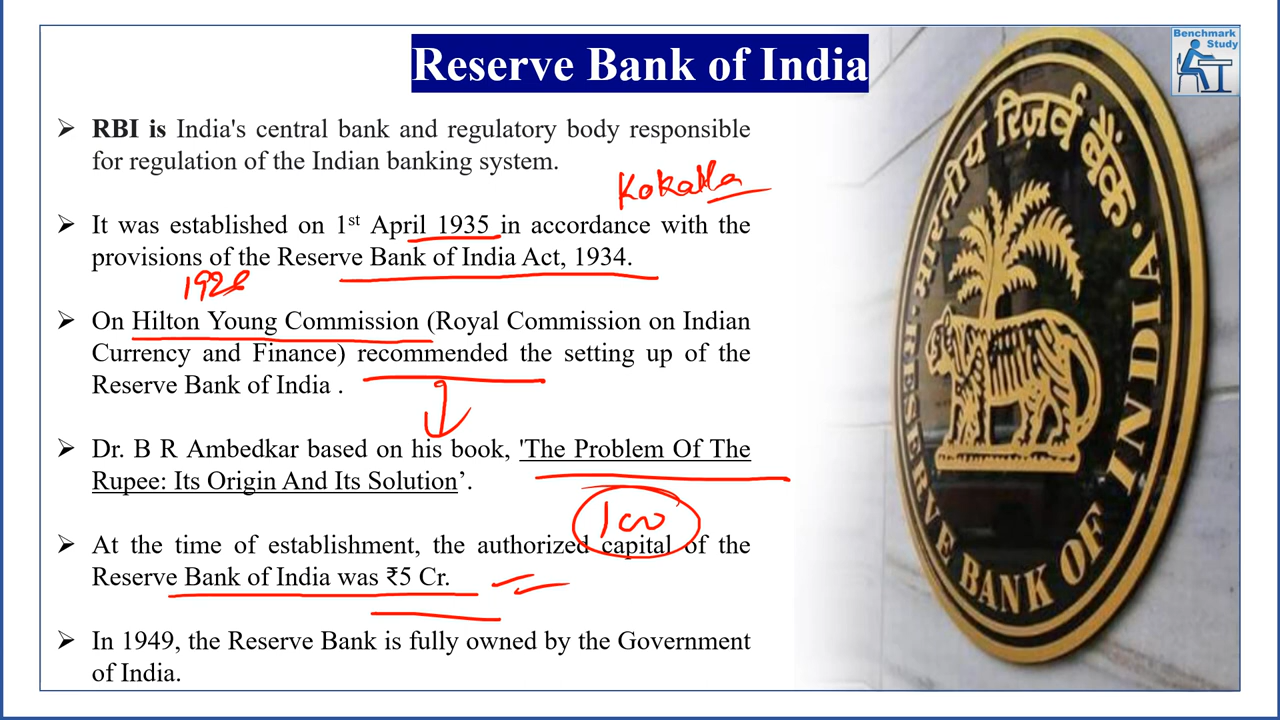 Reserve Bank of India
Benchmark
Study
➢ RBI is India's central bank and regulatory body responsible
for regulation of the Indian banking system.
Kokatta
➢ It was established on 1st April 1935 in accordance with the
provisions of the Reserve Bank of India Act, 1934.
➢ On Hilton Young Commission (Royal Commission on Indian
Currency and Finance) recommended the setting up of the
Reserve Bank of India .
➢ Dr. B R Ambedkar based on his book, 'The Problem Of The
Rupee: Its Origin And Its Solution’.
100
➢ At the time of establishment, the authorized capital of the
Reserve Bank of India was ₹5 Cr.
➢ In 1949, the Reserve Bank is fully owned by the Government
of India.
भारतीय रिज़र्व बैंक
RESERVE BANK OF INDIA